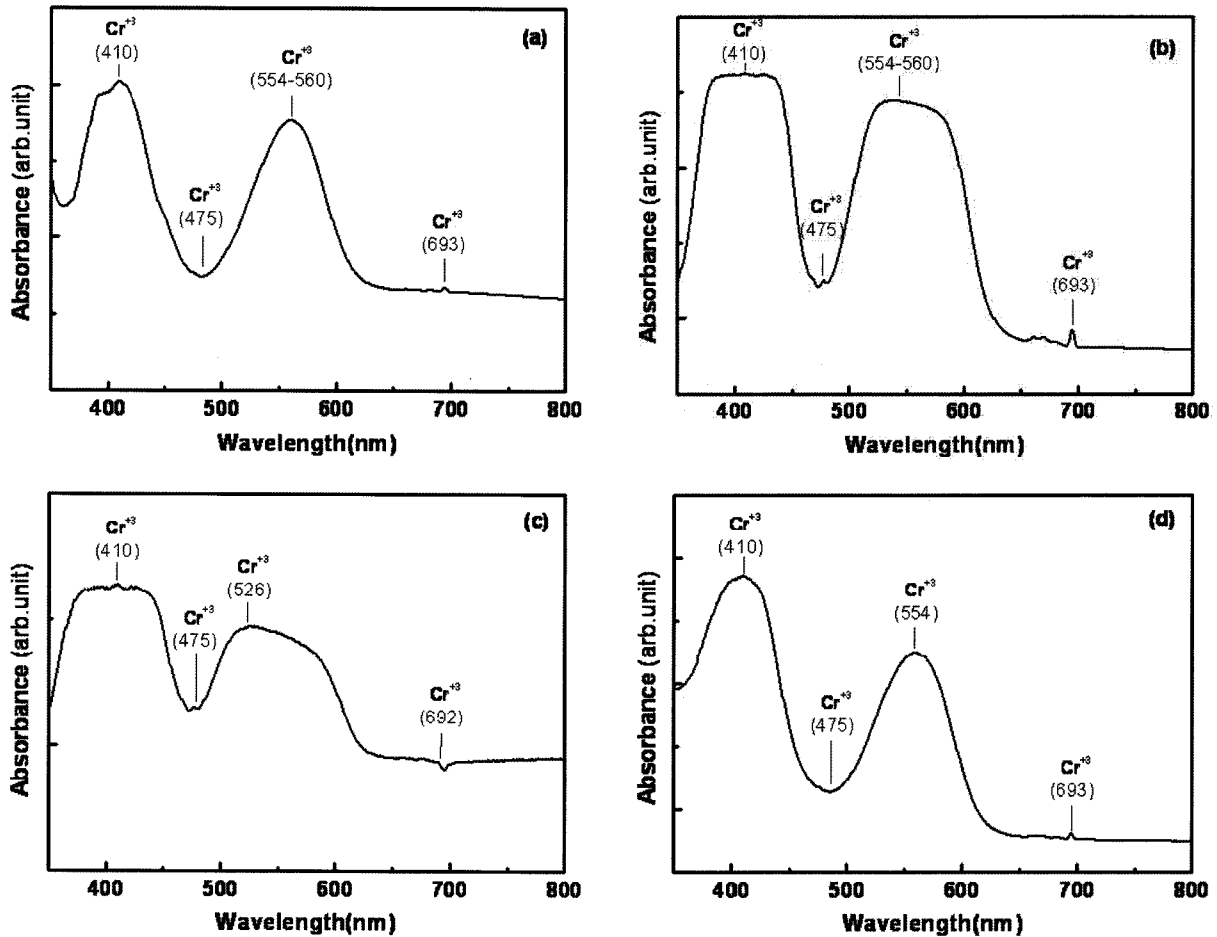 (a)
Cr+3
(410)
Cr+3
(554-560)
Cr+3
(475)
Cr+3
(693)
Absorbance (arb.unit)
400 500 600 700 800
Wavelength(nm)
(b)
Cr+3
(410)
Cr+3
(554-560)
Cr+3
(475)
Cr+3
(693)
Absorbance (arb.unit)
400 500 600 700 800
Wavelength(nm)
(c)
Cr+3
(410)
Cr+3
(526)
Cr+3
(475)
Cr+3
(692)
Absorbance (arb.unit)
400 500 600 700 800
Wavelength(nm)
(d)
Cr+3
(410)
Cr+3
(554)
Cr+3
(475)
Cr+3
(693)
Absorbance (arb.unit)
400 500 600 700 800
Wavelength(nm)